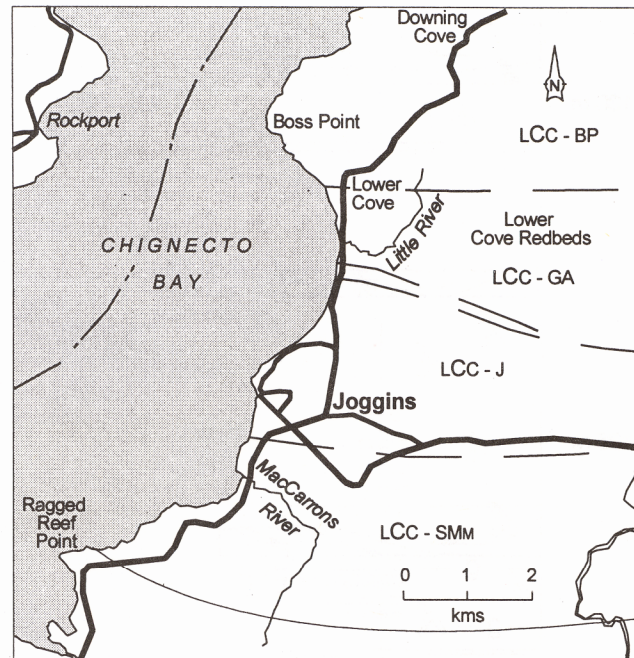 Downing
Cove
N
Rockport
Boss Point
LCC - BP
Lower
Cove
Little River
Lower
Cove Redbeds
CHIGNECTO
BAY
LCC - GA
LCC - J
Joggins
MacCarrons
River
Ragged
Reef
Point
LCC - SMM
0 1 2
kms